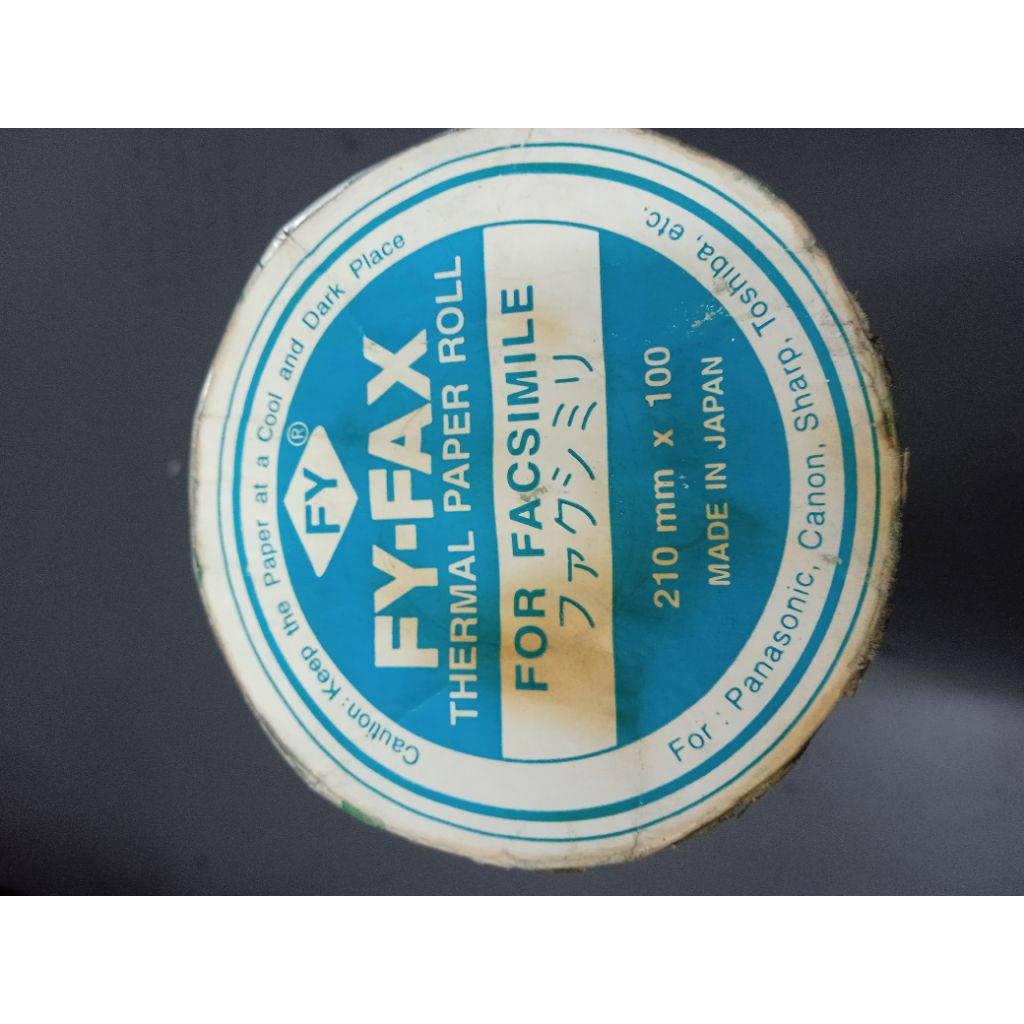 Caution: Keep the Paper at a Cool and Dark Place
FY ®
FY-FAX
THERMAL PAPER ROLL
FOR FACSIMILE
ファクシミリ
210 mm x 100
MADE IN JAPAN
For : Panasonic, Canon, Sharp, Toshiba, etc.